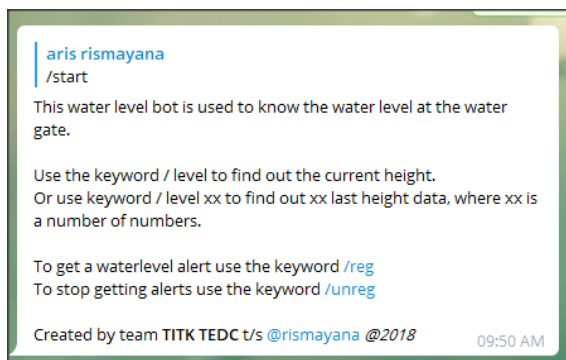 aris rismayana
/start
This water level bot is used to know the water level at the water
gate.
Use the keyword / level to find out the current height.
Or use keyword / level xx to find out xx last height data, where xx is
a number of numbers.
To get a waterlevel alert use the keyword /reg
To stop getting alerts use the keyword /unreg
Created by team TITK TEDC t/s @rismayana @2018
09:50 AM